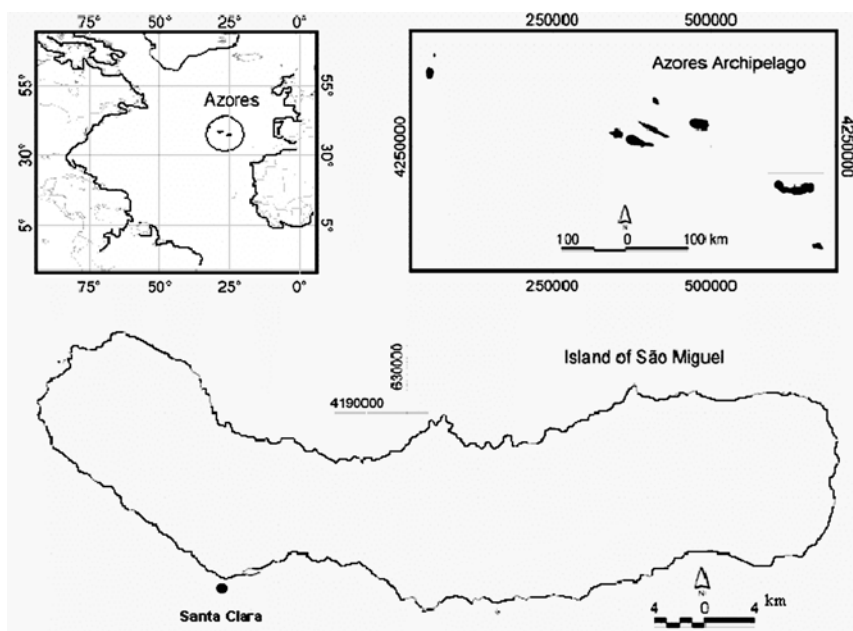 75° 50° 25° 0°
55° 55°
Azores
30° 30°
5° 5°
75° 50° 25° 0°
250000 500000
Azores Archipelago
4250000 4250000
N
100 0 100 km
250000 500000
Island of São Miguel
630000
4190000
Santa Clara
N
4 0 4 km